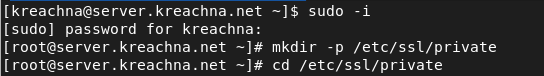 [kreachna@server.kreachna.net ~]$ sudo -i
[sudo] password for kreachna:
[root@server.kreachna.net ~]# mkdir -p /etc/ssl/private
[root@server.kreachna.net ~]# cd /etc/ssl/private